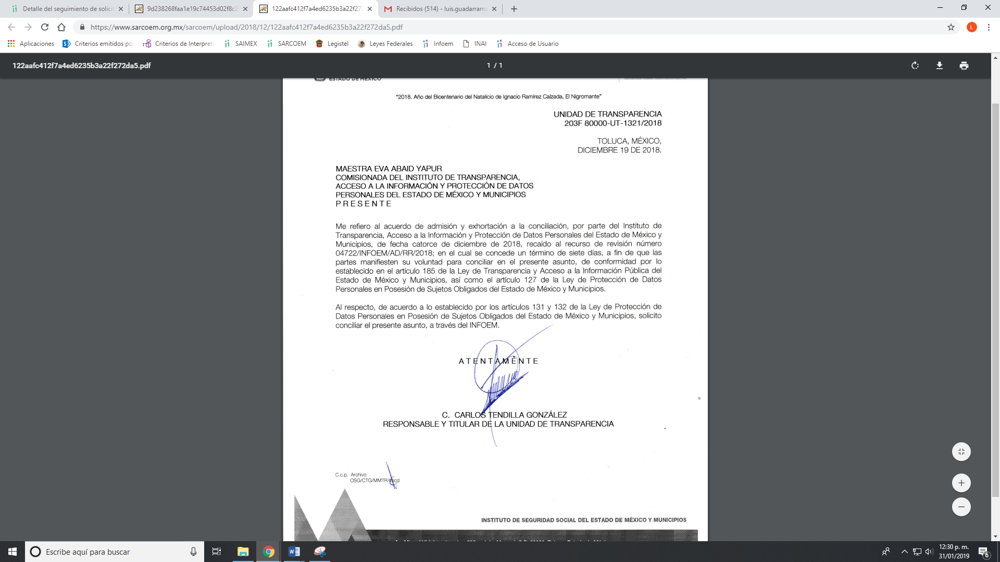 Detalle del seguimiento de solici
9d238268faa1e19c74453d02f8c2
122aafc412f7a4ed6235b3a22f27
Recibidos (514) - luis.guadarrama
https://www.sarcoem.org.mx/sarcoem/upload/2018/12/122aafc412f7a4ed6235b3a22f272da5.pdf
L
Aplicaciones
Criterios emitidos po
Criterios de Interpret
SAIMEX
SARCOEM
Legistel
Leyes Federales
Infoem
INAI
Acceso de Usuario
122aafc412f7a4ed6235b3a22f272da5.pdf
1 / 1
ESTADO DE MÉXICO
"2018. Año del Bicentenario del Natalicio de Ignacio Ramírez Calzada, El Nigromante"
UNIDAD DE TRANSPARENCIA
203F 80000-UT-1321/2018
TOLUCA, MÉXICO,
DICIEMBRE 19 DE 2018.
MAESTRA EVA ABAID YAPUR
COMISIONADA DEL INSTITUTO DE TRANSPARENCIA,
ACCESO A LA INFORMACIÓN Y PROTECCIÓN DE DATOS
PERSONALES DEL ESTADO DE MÉXICO Y MUNICIPIOS
P R E S E N T E
Me refiero al acuerdo de admisión y exhortación a la conciliación, por parte del Instituto de
Transparencia, Acceso a la Información y Protección de Datos Personales del Estado de México y
Municipios, de fecha catorce de diciembre de 2018, recaído al recurso de revisión número
04722/INFOEM/AD/RR/2018; en el cual se concede un término de siete días, a fin de que las
partes manifiesten su voluntad para conciliar en el presente asunto, de conformidad por lo
establecido en el artículo 185 de la Ley de Transparencia y Acceso a la Información Pública del
Estado de México y Municipios, así como el artículo 127 de la Ley de Protección de Datos
Personales en Posesión de Sujetos Obligados del Estado de México y Municipios.
Al respecto, de acuerdo a lo establecido por los artículos 131 y 132 de la Ley de Protección de
Datos Personales en Posesión de Sujetos Obligados del Estado de México y Municipios, solicito
conciliar el presente asunto, a través del INFOEM.
A T E N T A M E N T E
C. CARLOS TENDILLA GONZÁLEZ
RESPONSABLE Y TITULAR DE LA UNIDAD DE TRANSPARENCIA
C.c.p. Archivo
OSG/CTG/MMTR/mcd
INSTITUTO DE SEGURIDAD SOCIAL DEL ESTADO DE MÉXICO Y MUNICIPIOS
Escribe aquí para buscar
12:30 p. m.
31/01/2019
6